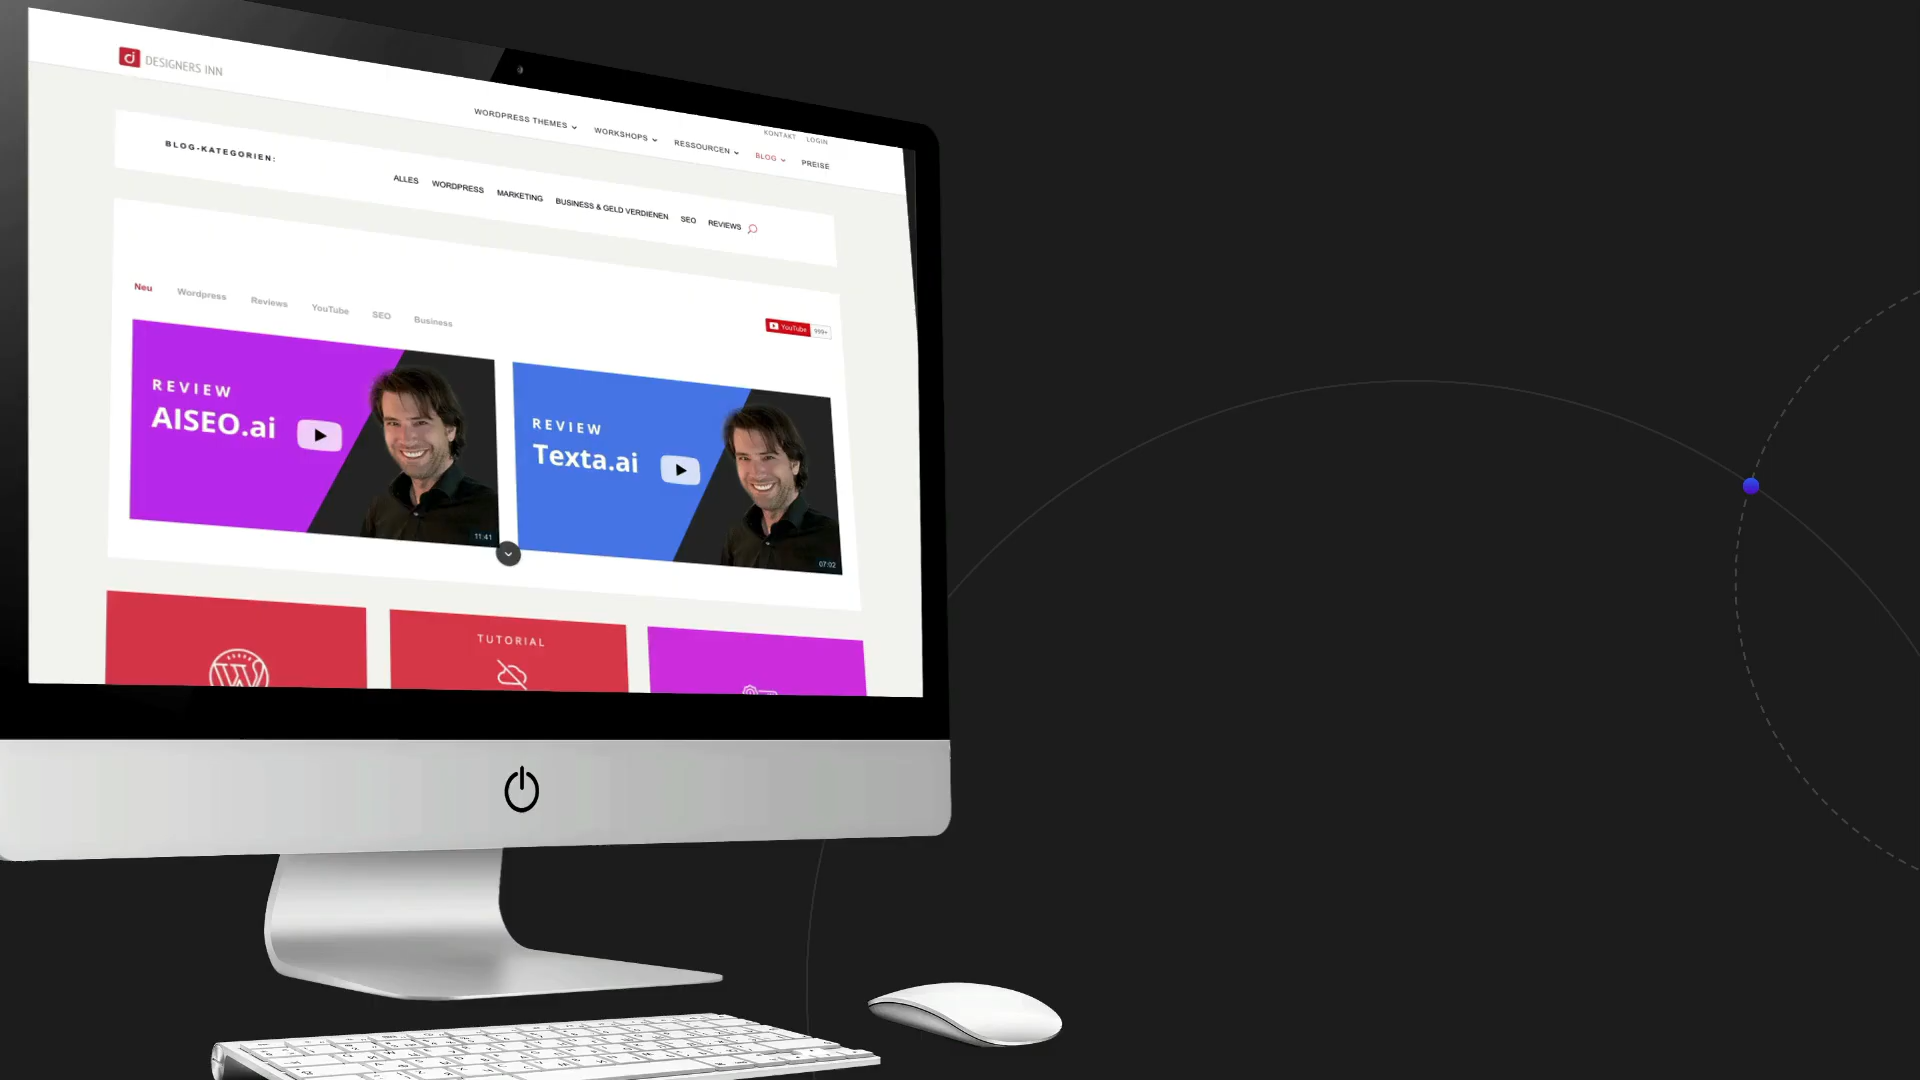 DESIGNERS INN
KONTAKT LOGIN
WORDPRESS THEMES WORKSHOPS RESSOURCEN BLOG PREISE
BLOG-KATEGORIEN:
ALLES WORDPRESS MARKETING BUSINESS & GELD VERDIENEN SEO REVIEWS
Neu Wordpress Reviews YouTube SEO Business
YouTube 999+
REVIEW
AISEO.ai
11:41
REVIEW
Texta.ai
07:02
TUTORIAL